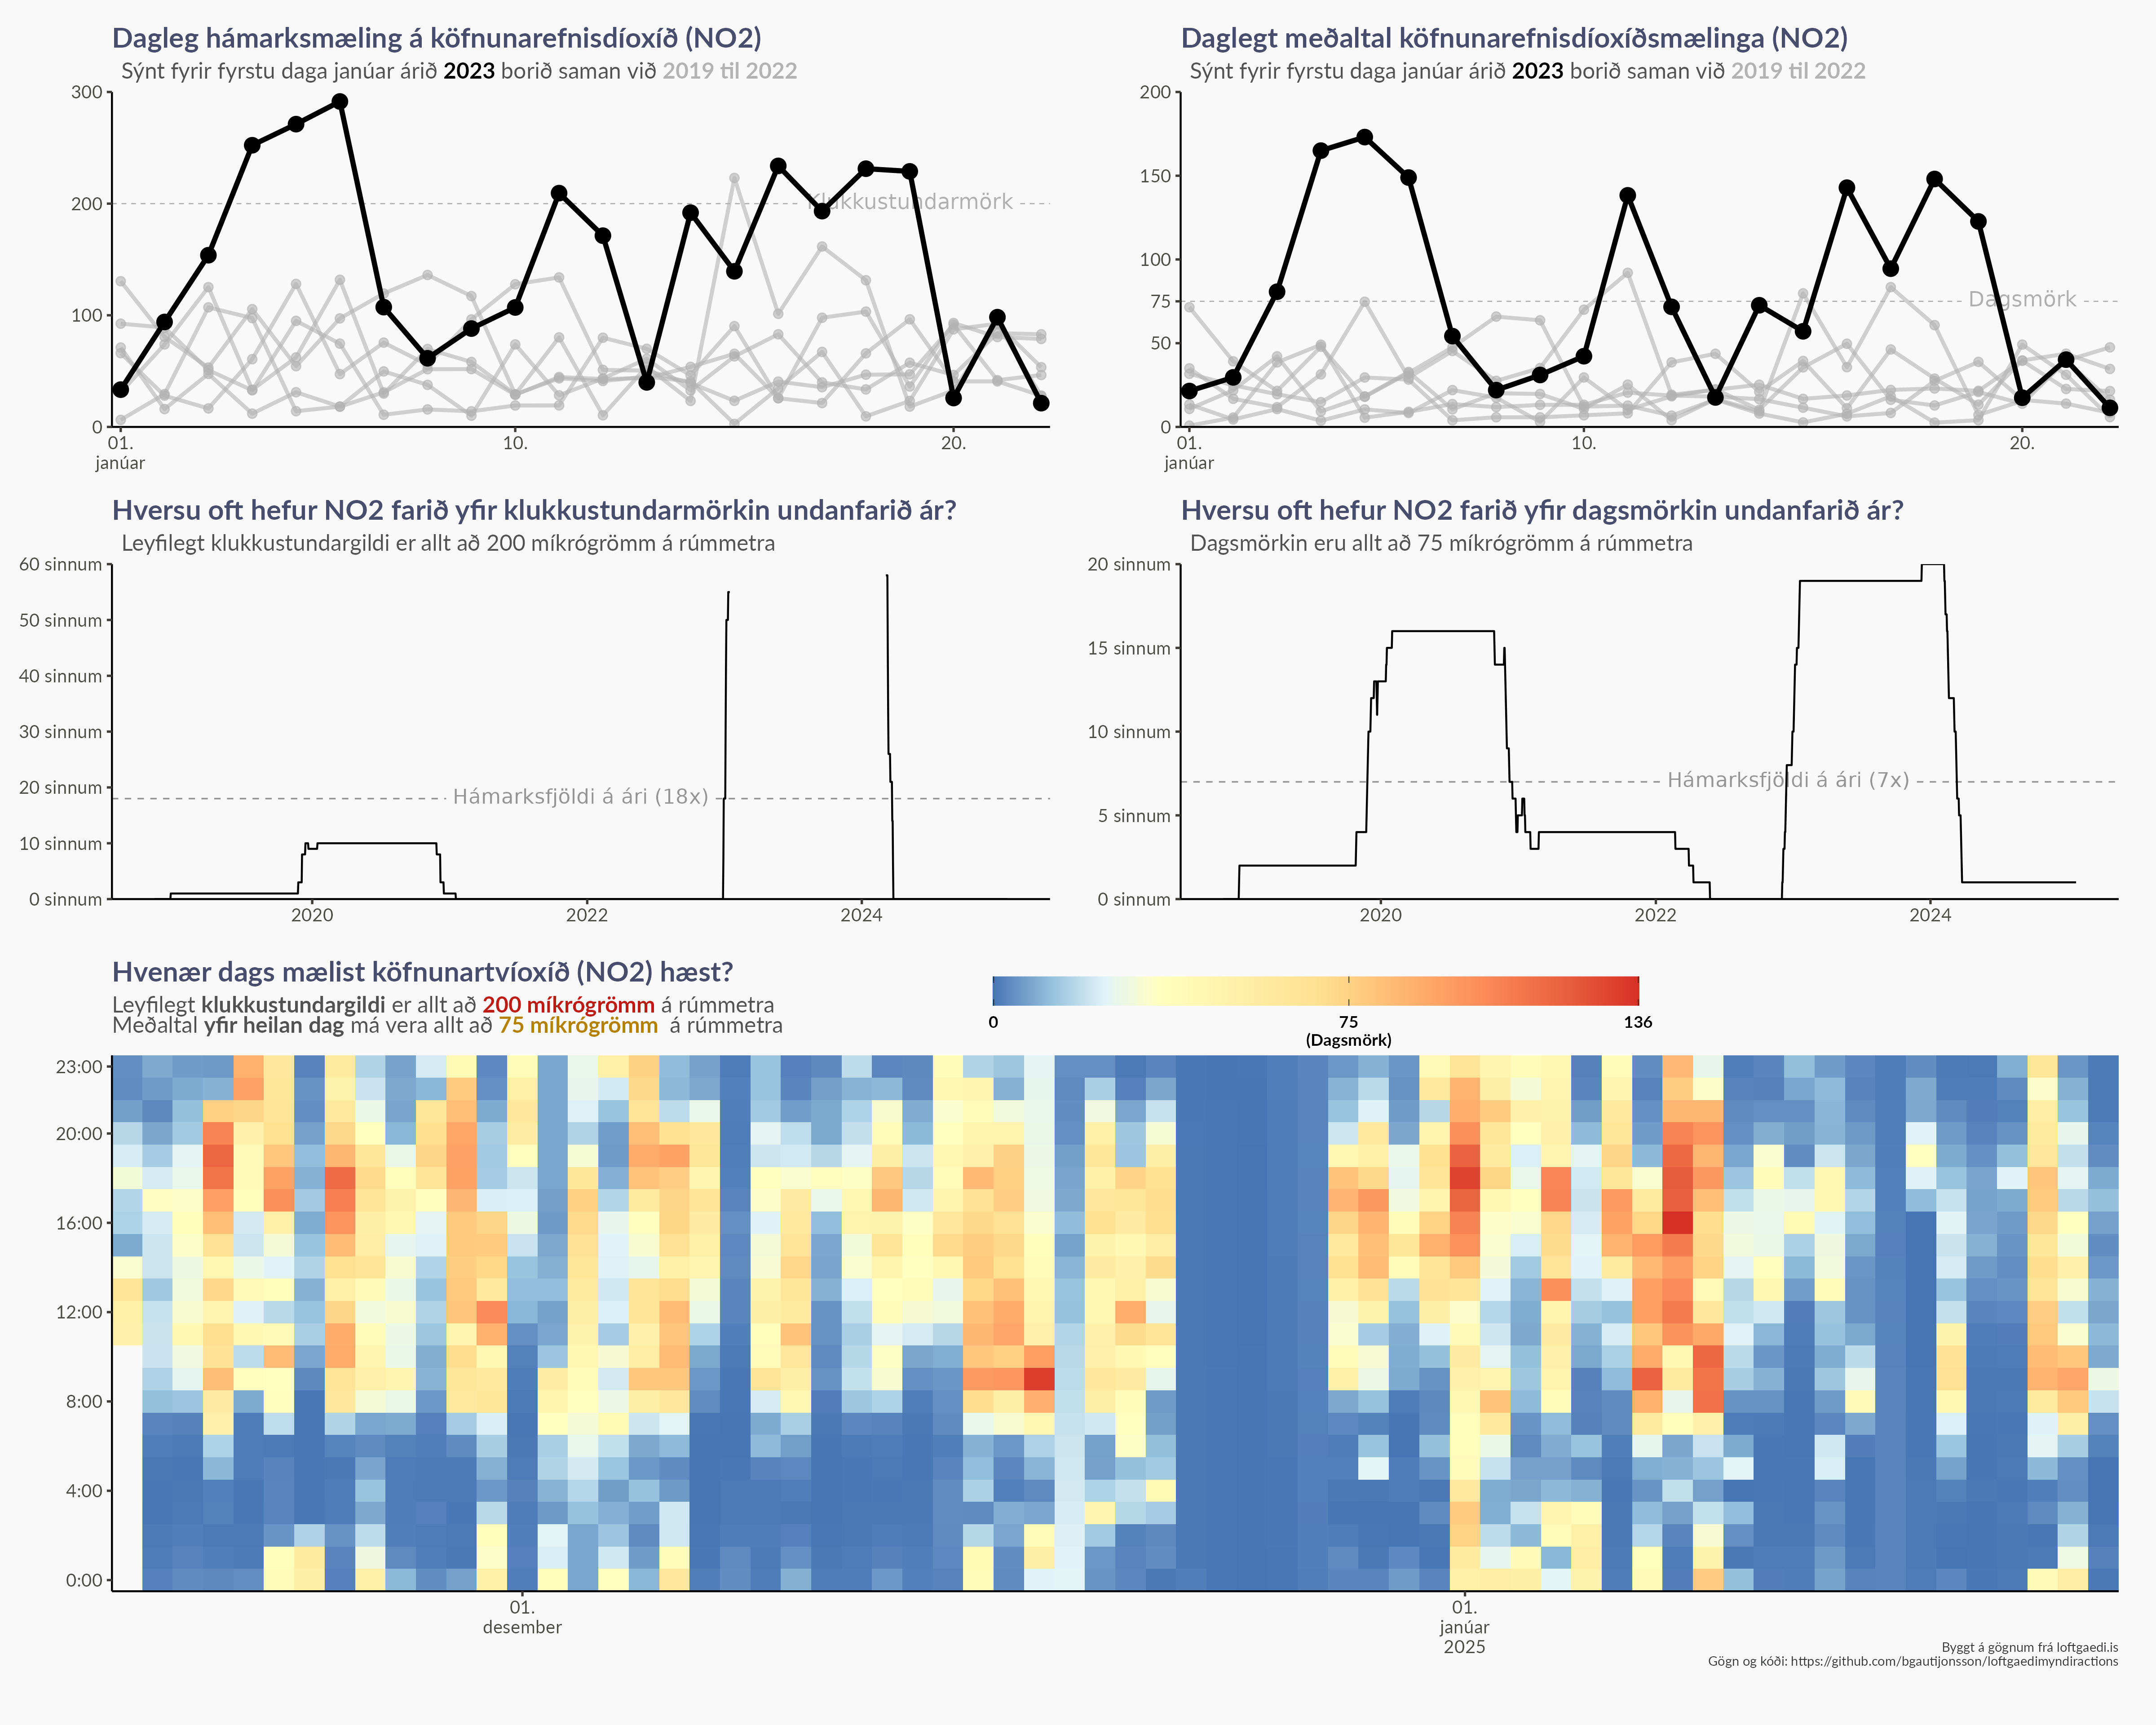 Dagleg hámarksmæling á köfnunarefnisdíoxíð (NO2)
Sýnt fyrir fyrstu daga janúar árið 2023 borið saman við 2019 til 2022
300
200
100
0
Klukkustundarmörk
01.
janúar
10.
20.
Daglegt meðaltal köfnunarefnisdíoxíðsmælinga (NO2)
Sýnt fyrir fyrstu daga janúar árið 2023 borið saman við 2019 til 2022
200
150
100
75
50
0
Dagsmörk
01.
janúar
10.
20.
Hversu oft hefur NO2 farið yfir klukkustundarmörkin undanfarið ár?
Leyfilegt klukkustundargildi er allt að 200 míkrógrömm á rúmmetra
60 sinnum
50 sinnum
40 sinnum
30 sinnum
20 sinnum
10 sinnum
0 sinnum
Hámarksfjöldi á ári (18x)
2020
2022
2024
Hversu oft hefur NO2 farið yfir dagsmörkin undanfarið ár?
Dagsmörkin eru allt að 75 míkrógrömm á rúmmetra
20 sinnum
15 sinnum
10 sinnum
5 sinnum
0 sinnum
Hámarksfjöldi á ári (7x)
2020
2022
2024
Hvenær dags mælist köfnunartvíoxíð (NO2) hæst?
Leyfilegt klukkustundargildi er allt að 200 míkrógrömm á rúmmetra
Meðaltal yfir heilan dag má vera allt að 75 míkrógrömm á rúmmetra
0
75
(Dagsmörk)
136
23:00
20:00
16:00
12:00
8:00
4:00
0:00
01.
desember
01.
janúar
2025
Byggt á gögnum frá loftgaedi.is
Gögn og kóði: https://github.com/bgautijonsson/loftgaedimyndiractions